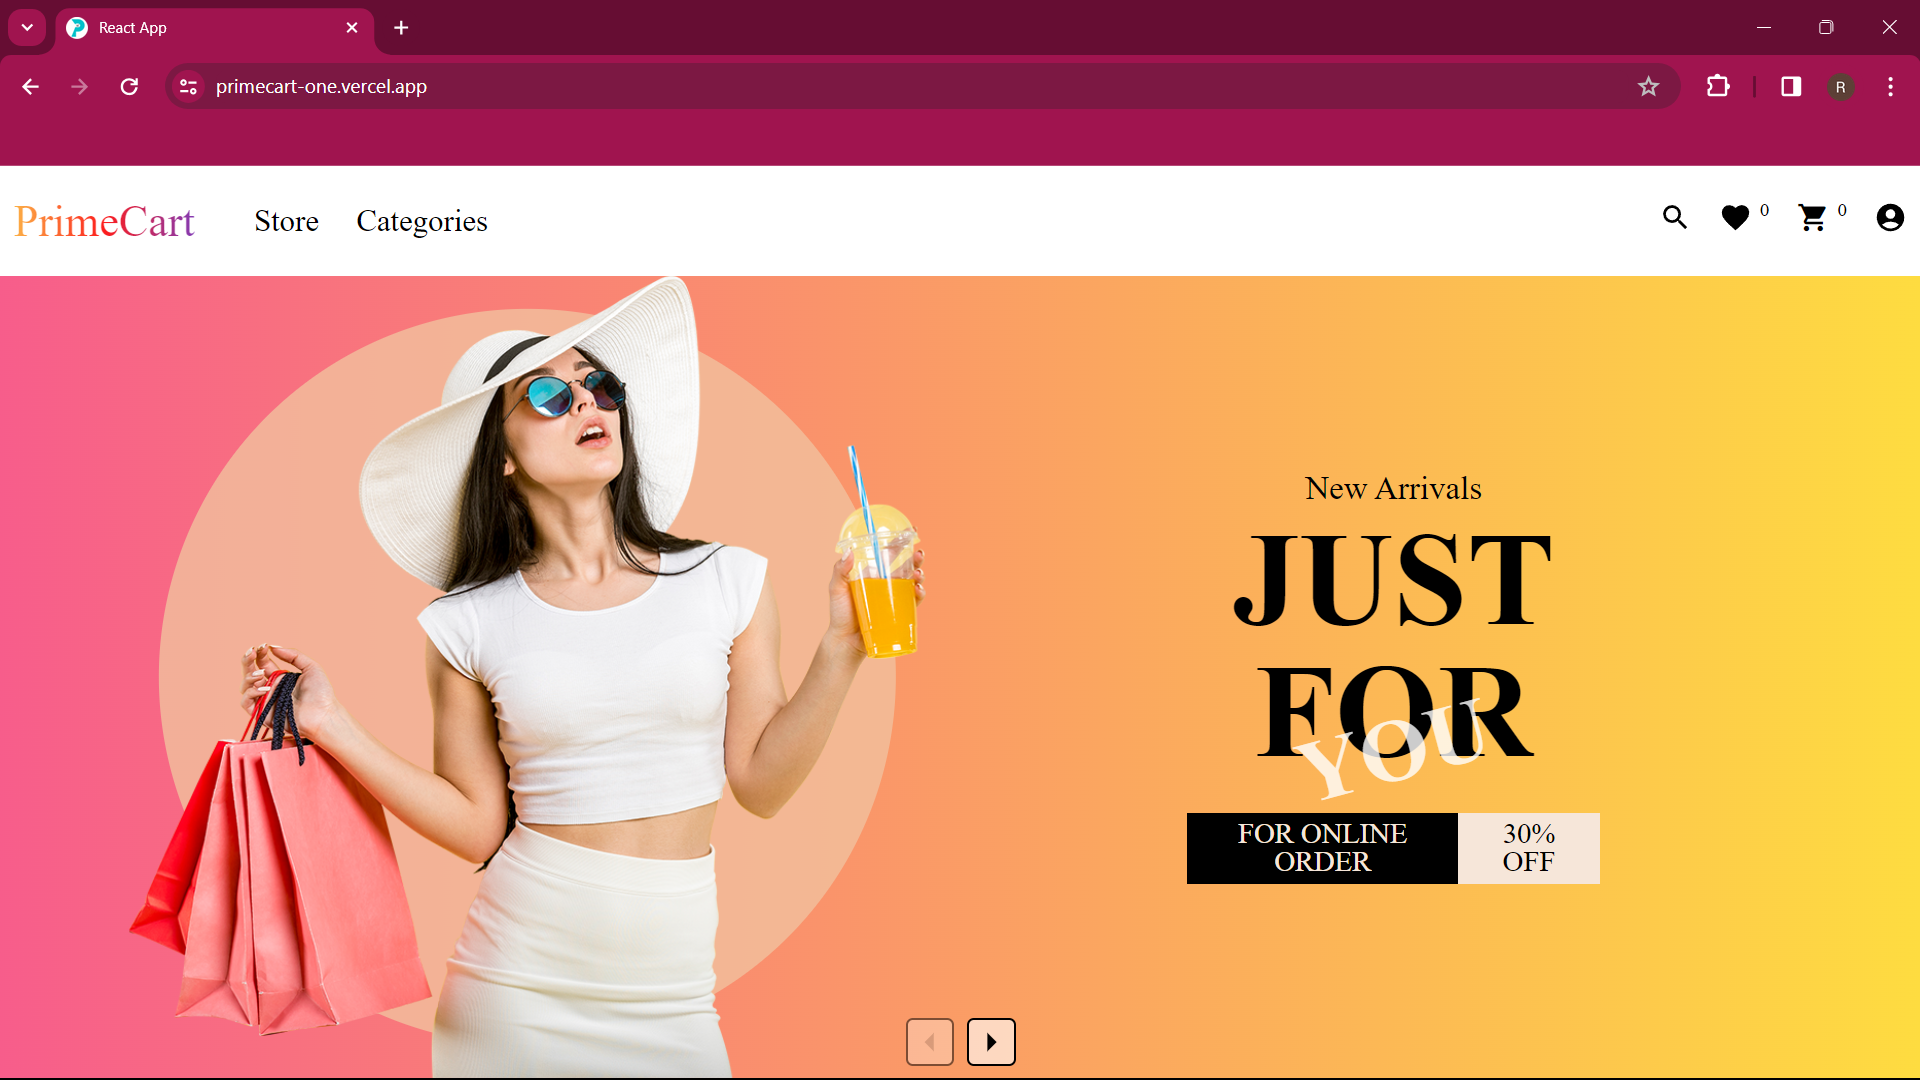 React App
primecart-one.vercel.app
R
PrimeCart
Store
Categories
0
0
New Arrivals
JUST
FOR
YOU
FOR ONLINE
ORDER
30%
OFF